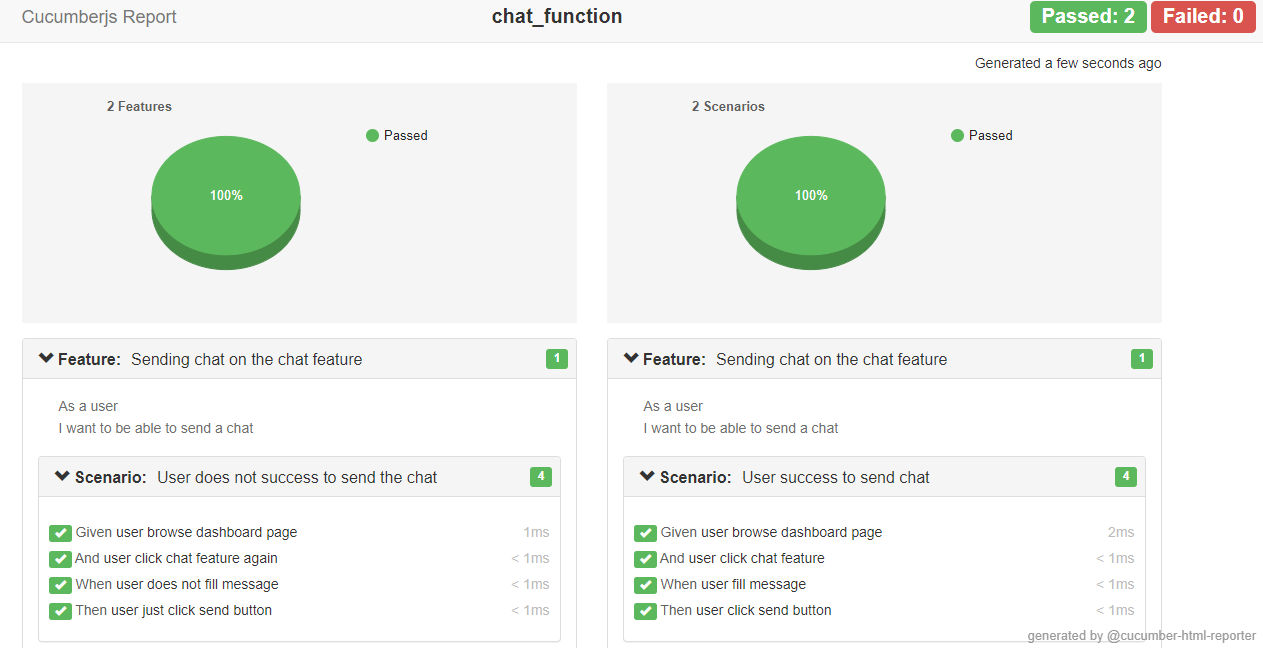 Cucumberjs Report
chat_function
Passed: 2
Failed: 0
Generated a few seconds ago
2 Features
Passed
100%
2 Scenarios
Passed
100%
Feature: Sending chat on the chat feature 1
As a user
I want to be able to send a chat
Scenario: User does not success to send the chat 4
Given user browse dashboard page 1ms
And user click chat feature again < 1ms
When user does not fill message < 1ms
Then user just click send button < 1ms
Feature: Sending chat on the chat feature 1
As a user
I want to be able to send a chat
Scenario: User success to send chat 4
Given user browse dashboard page 2ms
And user click chat feature < 1ms
When user fill message < 1ms
Then user click send button < 1ms
generated by @cucumber-html-reporter